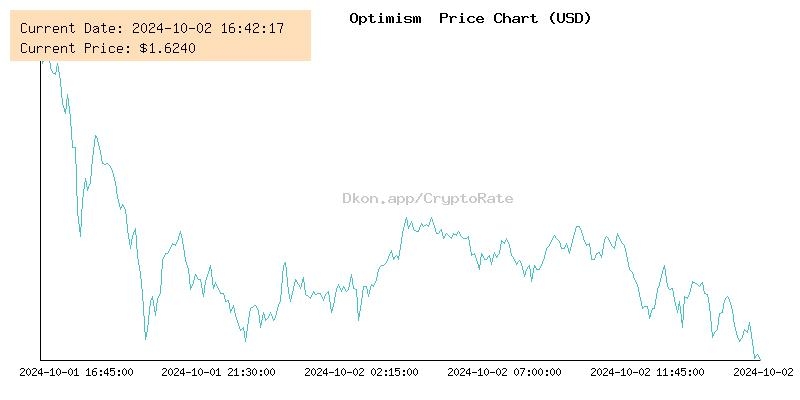 Optimism  Price Chart (USD)
Current Date: 2024-10-02 16:42:17
Current Price: $1.6240
Dkon.app/CryptoRate
2024-10-01 16:45:00 2024-10-01 21:30:00 2024-10-02 02:15:00 2024-10-02 07:00:00 2024-10-02 11:45:00 2024-10-02